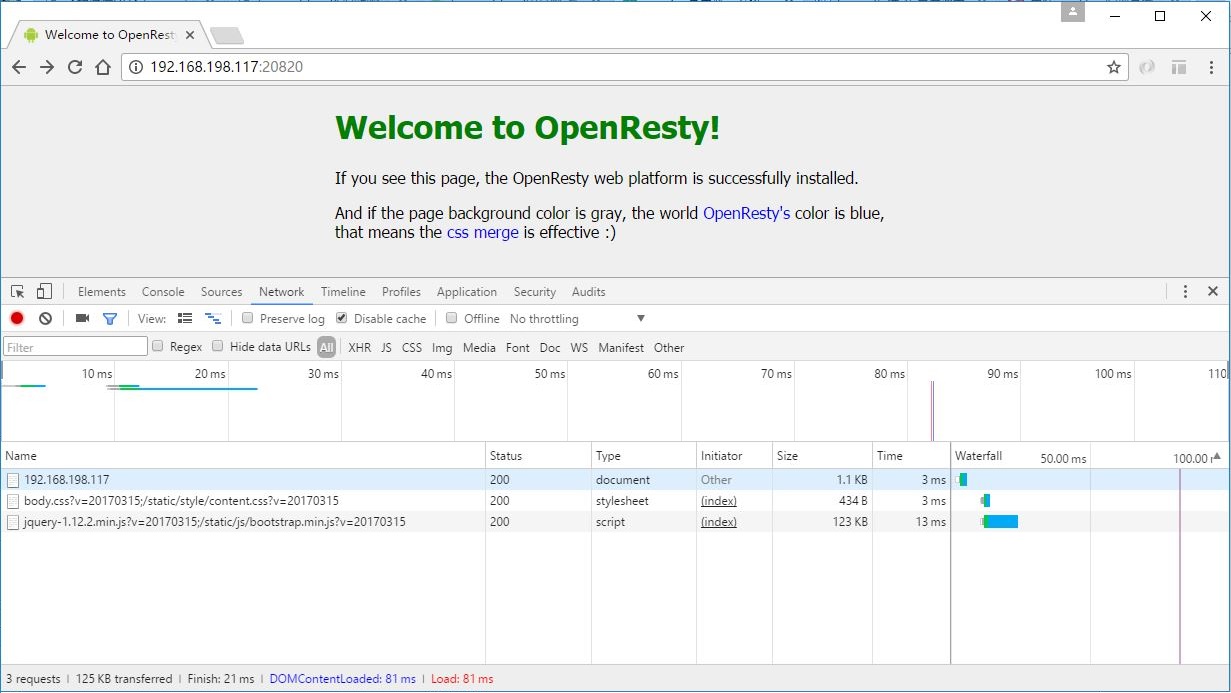 Welcome to OpenRest
192.168.198.117:20820
Welcome to OpenResty!
If you see this page, the OpenResty web platform is successfully installed.
And if the page background color is gray, the world OpenResty's color is blue,
that means the css merge is effective :)
Elements Console Sources Network Timeline Profiles Application Security Audits
View: Preserve log Disable cache Offline No throttling
Filter Regex Hide data URLs All XHR JS CSS Img Media Font Doc WS Manifest Other
10 ms 20 ms 30 ms 40 ms 50 ms 60 ms 70 ms 80 ms 90 ms 100 ms 110
Name Status Type Initiator Size Time Waterfall 50.00 ms 100.00
192.168.198.117 200 document Other 1.1 KB 3 ms
body.css?v=20170315;/static/style/content.css?v=20170315 200 stylesheet (index) 434 B 3 ms
jquery-1.12.2.min.js?v=20170315;/static/js/bootstrap.min.js?v=20170315 200 script (index) 123 KB 13 ms
3 requests | 125 KB transferred | Finish: 21 ms | DOMContentLoaded: 81 ms | Load: 81 ms